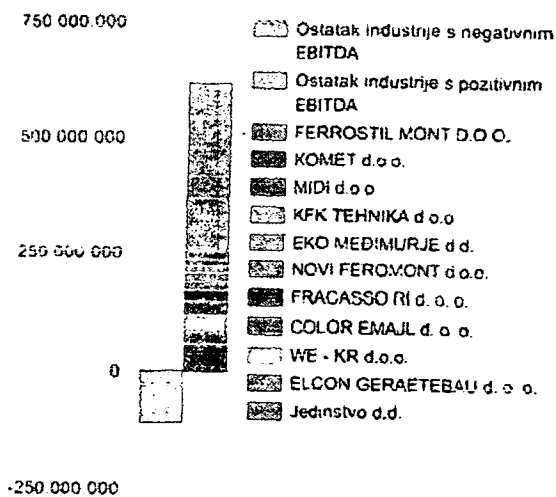 750 000.000
500 000 000
250 000 000
0
-250.000 000
Ostatak industrije s negativnim
EBITDA
Ostatak industrije s pozitivnim
EBITDA
FERROSTIL MONT D.O O.
KOMET d.o o.
MIDI d.o o
KFK TEHNIKA d o.o
EKO MEĐIMURJE d d.
NOVI FEROMONT d.o.o.
FRACASSO RI d. o. o.
COLOR EMAJL d. o o.
WE - KR d.o.o.
ELCON GERAETEBAU d. o o.
Jedinstvo d.d.